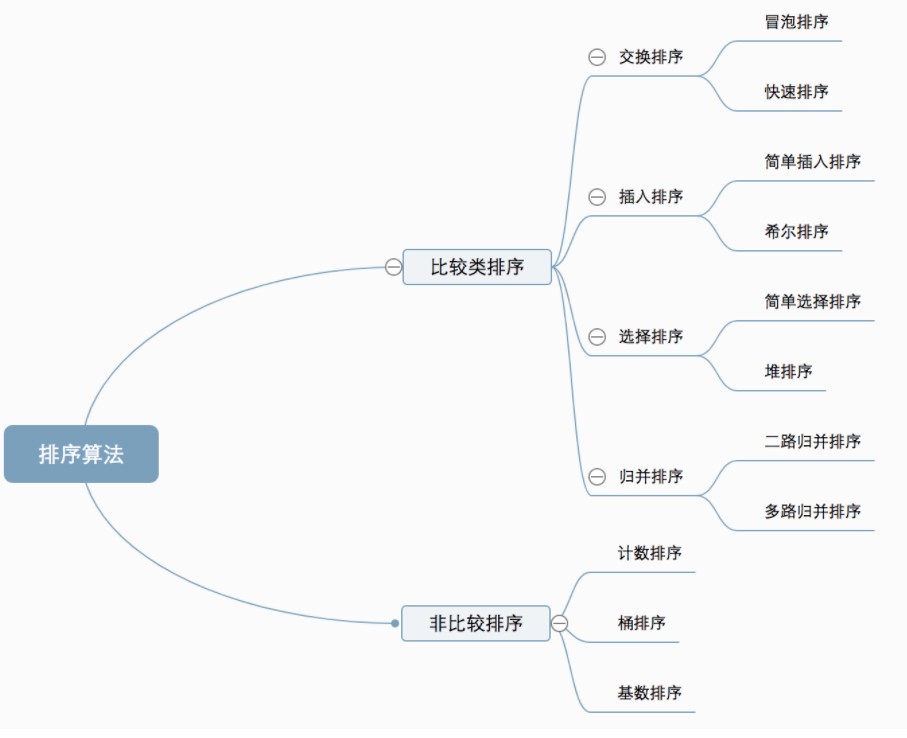 排序算法
比较类排序
交换排序
冒泡排序
快速排序
插入排序
简单插入排序
希尔排序
选择排序
简单选择排序
堆排序
归并排序
二路归并排序
多路归并排序
非比较排序
计数排序
桶排序
基数排序